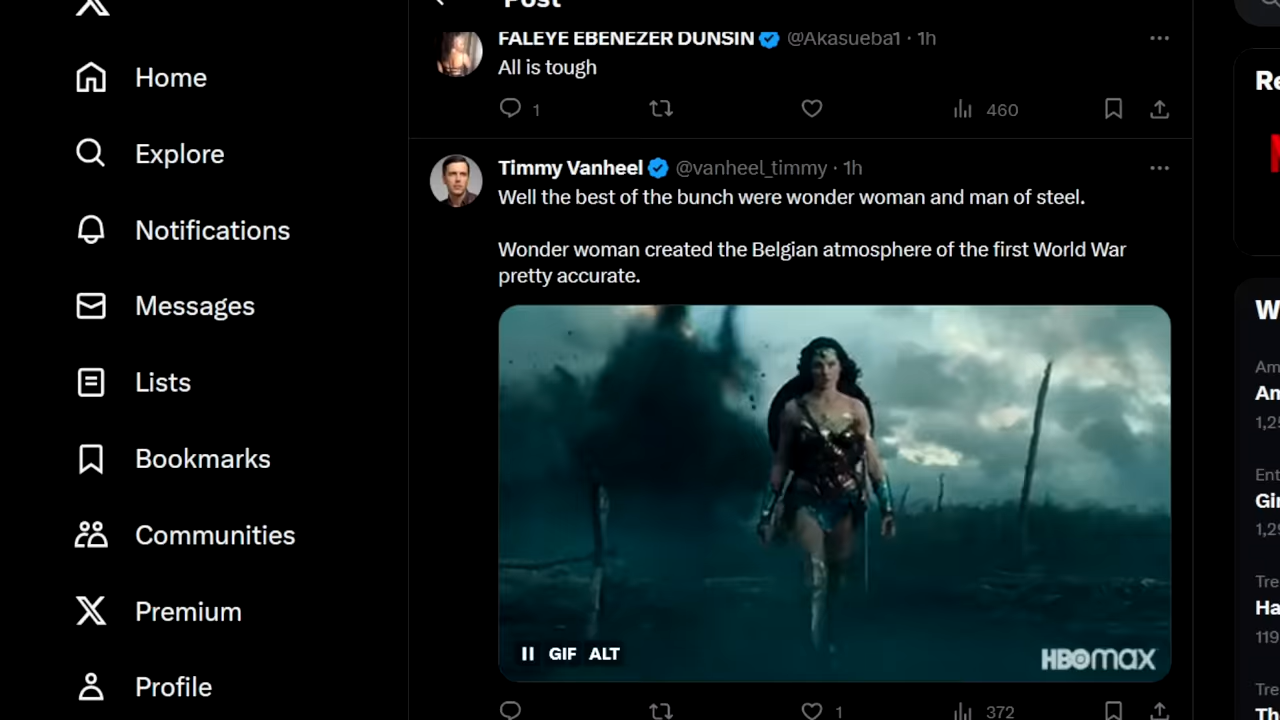 Post
FALEYE EBENEZER DUNSIN @Akasueba1 · 1h
All is tough
1 460
Timmy Vanheel @vanheel_timmy · 1h
Well the best of the bunch were wonder woman and man of steel.
Wonder woman created the Belgian atmosphere of the first World War
pretty accurate.
GIF ALT
HBOmax
1 372
Home
Explore
Notifications
Messages
Lists
Bookmarks
Communities
Premium
Profile